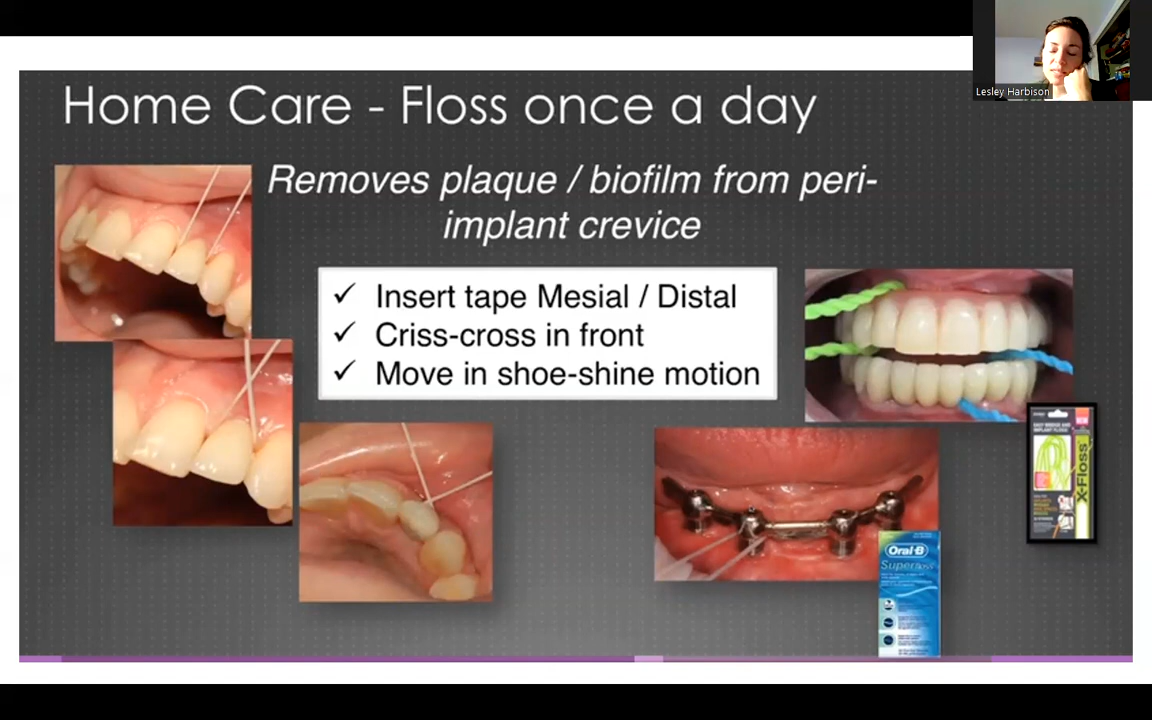 Lesley Harbison
Home Care - Floss once a day
Removes plaque / biofilm from peri-
implant crevice
✓ Insert tape Mesial / Distal
✓ Criss-cross in front
✓ Move in shoe-shine motion
X-Floss
Oral-B
Superfloss